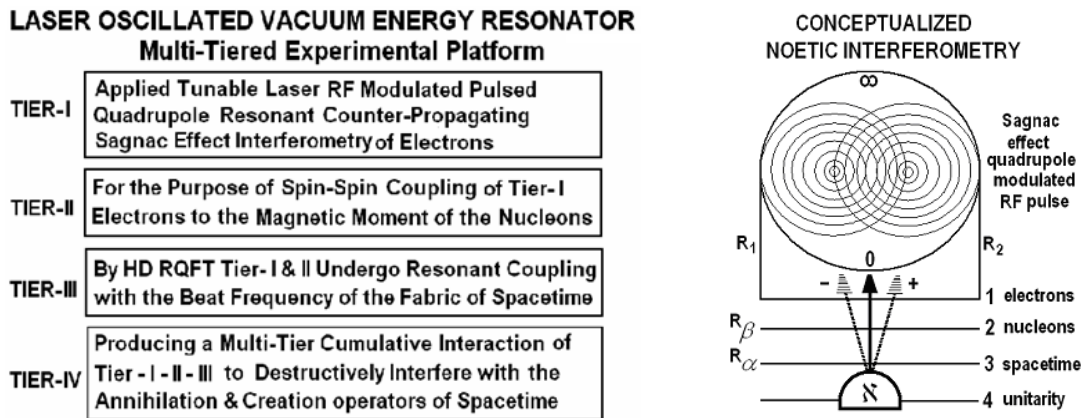 LASER OSCILLATED VACUUM ENERGY RESONATOR
Multi-Tiered Experimental Platform
TIER-I
Applied Tunable Laser RF Modulated Pulsed
Quadrupole Resonant Counter-Propagating
Sagnac Effect Interferometry of Electrons
TIER-II
For the Purpose of Spin-Spin Coupling of Tier-I
Electrons to the Magnetic Moment of the Nucleons
TIER-III
By HD RQFT Tier-I & II Undergo Resonant Coupling
with the Beat Frequency of the Fabric of Spacetime
TIER-IV
Producing a Multi-Tier Cumulative Interaction of
Tier - I - II - III to Destructively Interfere with the
Annihilation & Creation operators of Spacetime
CONCEPTUALIZED
NOETIC INTERFEROMETRY
∞
Sagnac
effect
quadrupole
modulated
RF pulse
R1
R2
0
- +
1 electrons
Rβ
2 nucleons
Rα
3 spacetime
ℵ
4 unitarity